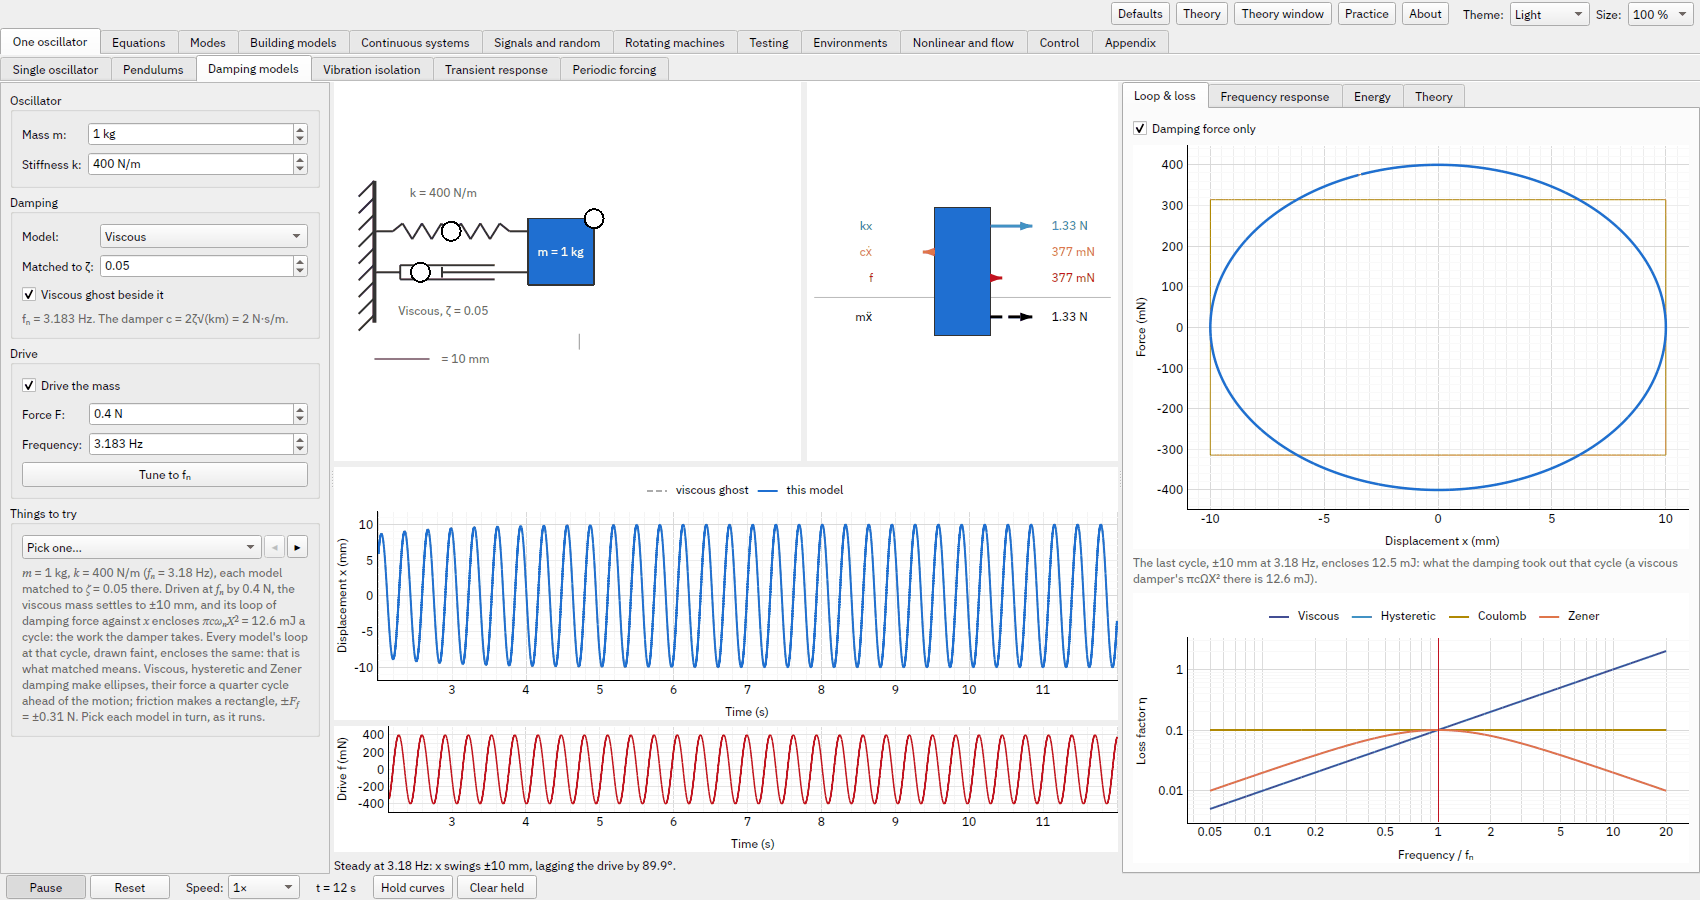 Defaults Theory Theory window Practice About Theme: Light Size: 100 %
One oscillator Equations Modes Building models Continuous systems Signals and random Rotating machines Testing Environments Nonlinear and flow Control Appendix
Single oscillator Pendulums Damping models Vibration isolation Transient response Periodic forcing
Oscillator
Mass m: 1 kg
Stiffness k: 400 N/m
Damping
Model: Viscous
Matched to ζ: 0.05
Viscous ghost beside it
fₙ = 3.183 Hz. The damper c = 2ζ√(km) = 2 N·s/m.
Drive
Drive the mass
Force F: 0.4 N
Frequency: 3.183 Hz
Tune to fₙ
Things to try
Pick one...
m = 1 kg, k = 400 N/m (fₙ = 3.18 Hz), each model
matched to ζ = 0.05 there. Driven at fₙ by 0.4 N, the
viscous mass settles to ±10 mm, and its loop of
damping force against x encloses πcωₙX² = 12.6 mJ a
cycle: the work the damper takes. Every model's loop
at that cycle, drawn faint, encloses the same: that is
what matched means. Viscous, hysteretic and Zener
damping make ellipses, their force a quarter cycle
ahead of the motion; friction makes a rectangle, ±F_f
= ±0.31 N. Pick each model in turn, as it runs.
k = 400 N/m
m = 1 kg
Viscous, ζ = 0.05
= 10 mm
kx 1.33 N
cẋ 377 mN
f 377 mN
mẍ 1.33 N
viscous ghost this model
Displacement x (mm)
10
5
0
-5
-10
3 4 5 6 7 8 9 10 11
Time (s)
Drive f (mN)
400
200
0
-200
-400
3 4 5 6 7 8 9 10 11
Time (s)
Steady at 3.18 Hz: x swings ±10 mm, lagging the drive by 89.9°.
Loop & loss Frequency response Energy Theory
Damping force only
Force (mN)
400
300
200
100
0
-100
-200
-300
-400
-10 -5 0 5 10
Displacement x (mm)
The last cycle, ±10 mm at 3.18 Hz, encloses 12.5 mJ: what the damping took out that cycle (a viscous
damper's πcΩX² there is 12.6 mJ).
Viscous Hysteretic Coulomb Zener
Loss factor η
1
0.1
0.01
0.05 0.1 0.2 0.5 1 2 5 10 20
Frequency / fₙ
Pause Reset Speed: 1× t = 12 s Hold curves Clear held